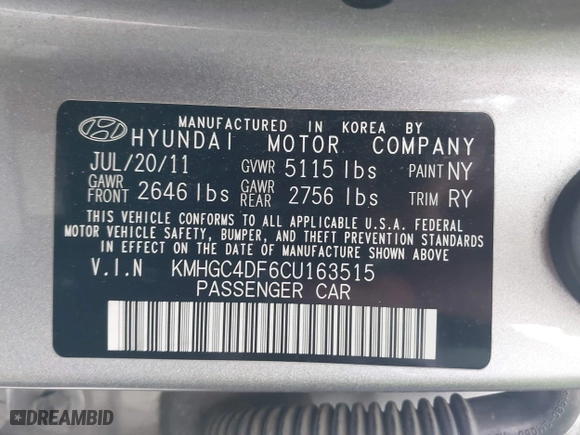 MANUFACTURED IN KOREA BY
HYUNDAI MOTOR COMPANY
JUL/20/11 GVWR 5115 lbs PAINT NY
GAWR FRONT 2646 lbs GAWR REAR 2756 lbs TRIM RY
THIS VEHICLE CONFORMS TO ALL APPLICABLE U.S.A. FEDERAL
MOTOR VEHICLE SAFETY, BUMPER, AND THEFT PREVENTION STANDARDS
IN EFFECT ON THE DATE OF MANUFACTURE SHOWN ABOVE.
V.I.N KMHGC4DF6CU163515
PASSENGER CAR
DREAMBID